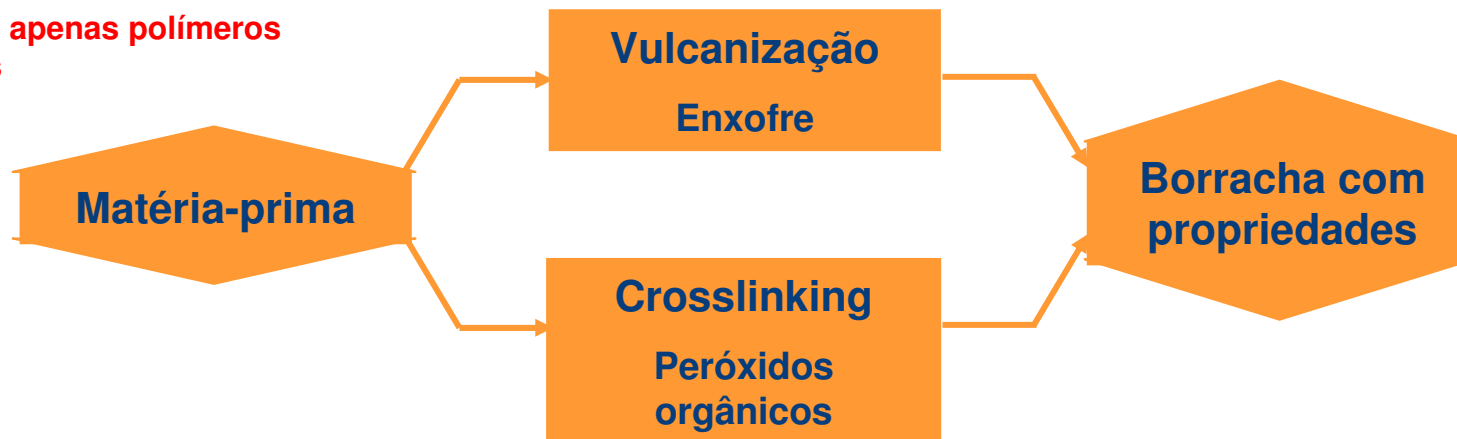 apenas polímeros
s
Vulcanização
Enxofre
Matéria-prima
Borracha com
propriedades
Crosslinking
Peróxidos
orgânicos